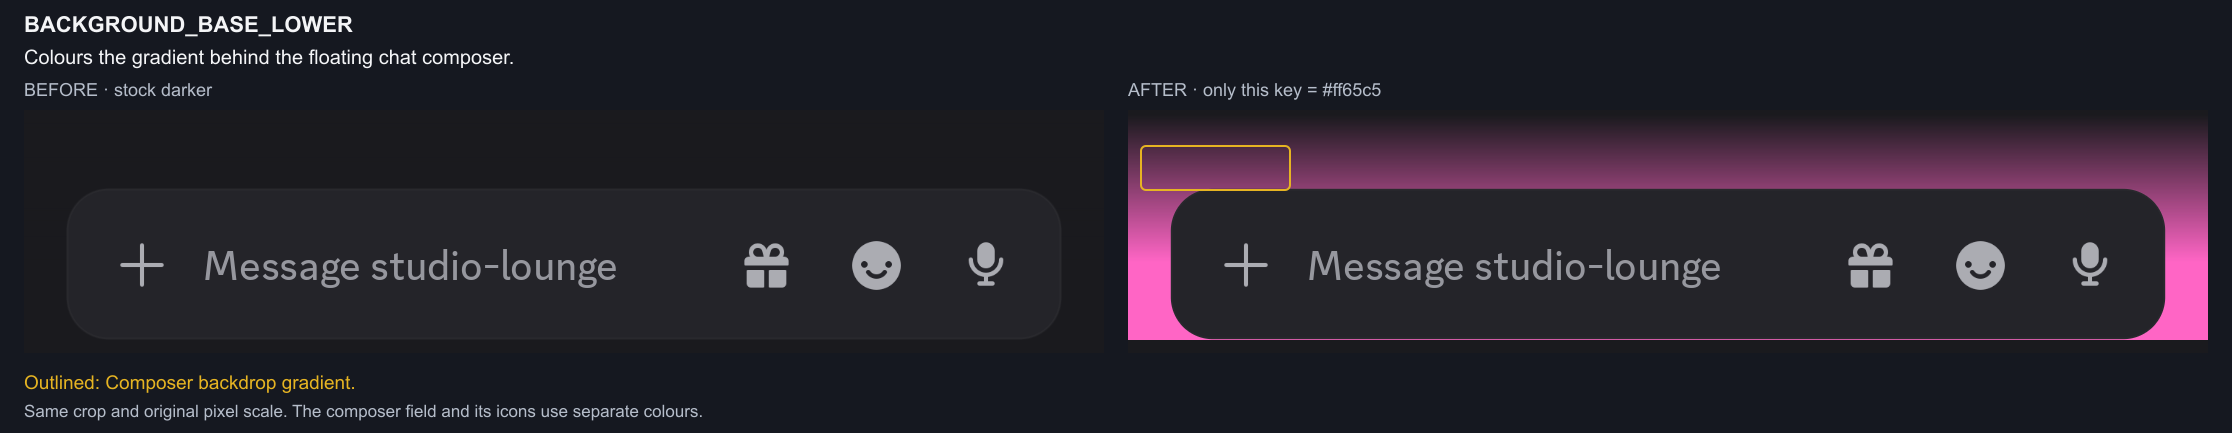 BACKGROUND_BASE_LOWER
Colours the gradient behind the floating chat composer.
BEFORE · stock darker
AFTER · only this key = #ff65c5
Message studio-lounge
Message studio-lounge
Outlined: Composer backdrop gradient.
Same crop and original pixel scale. The composer field and its icons use separate colours.